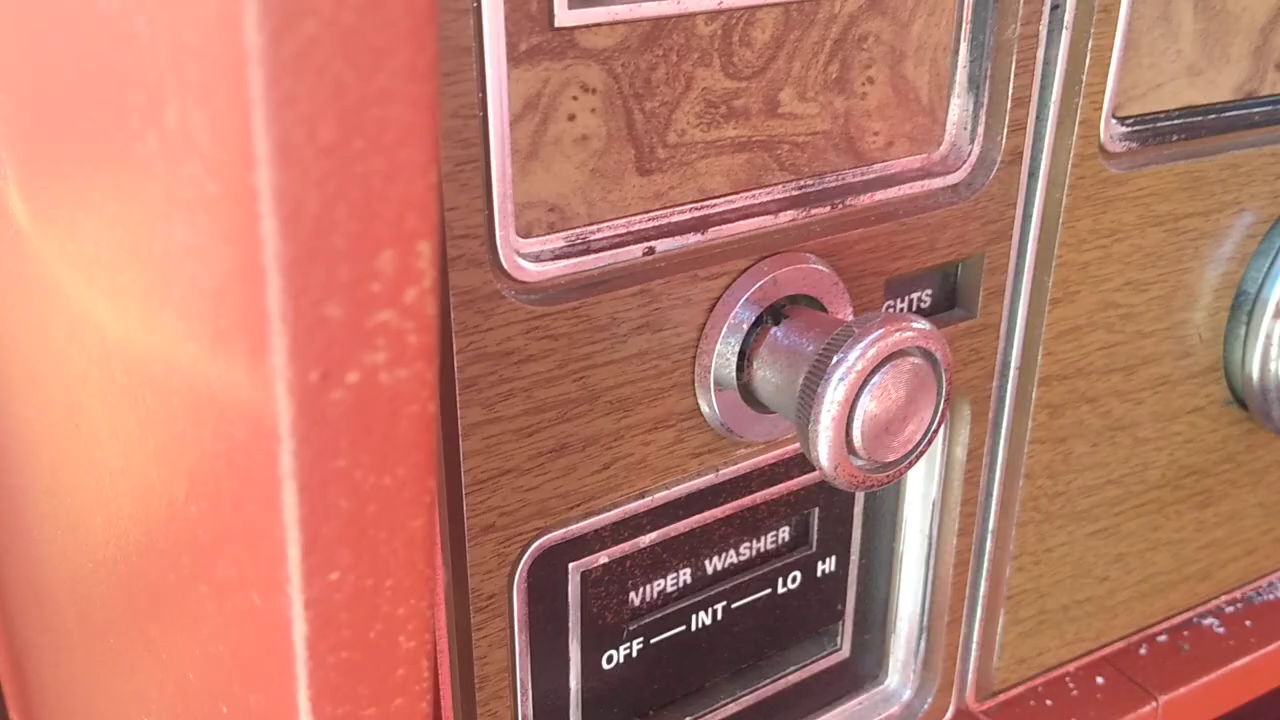 GHTS
WIPER WASHER
OFF — INT — LO HI